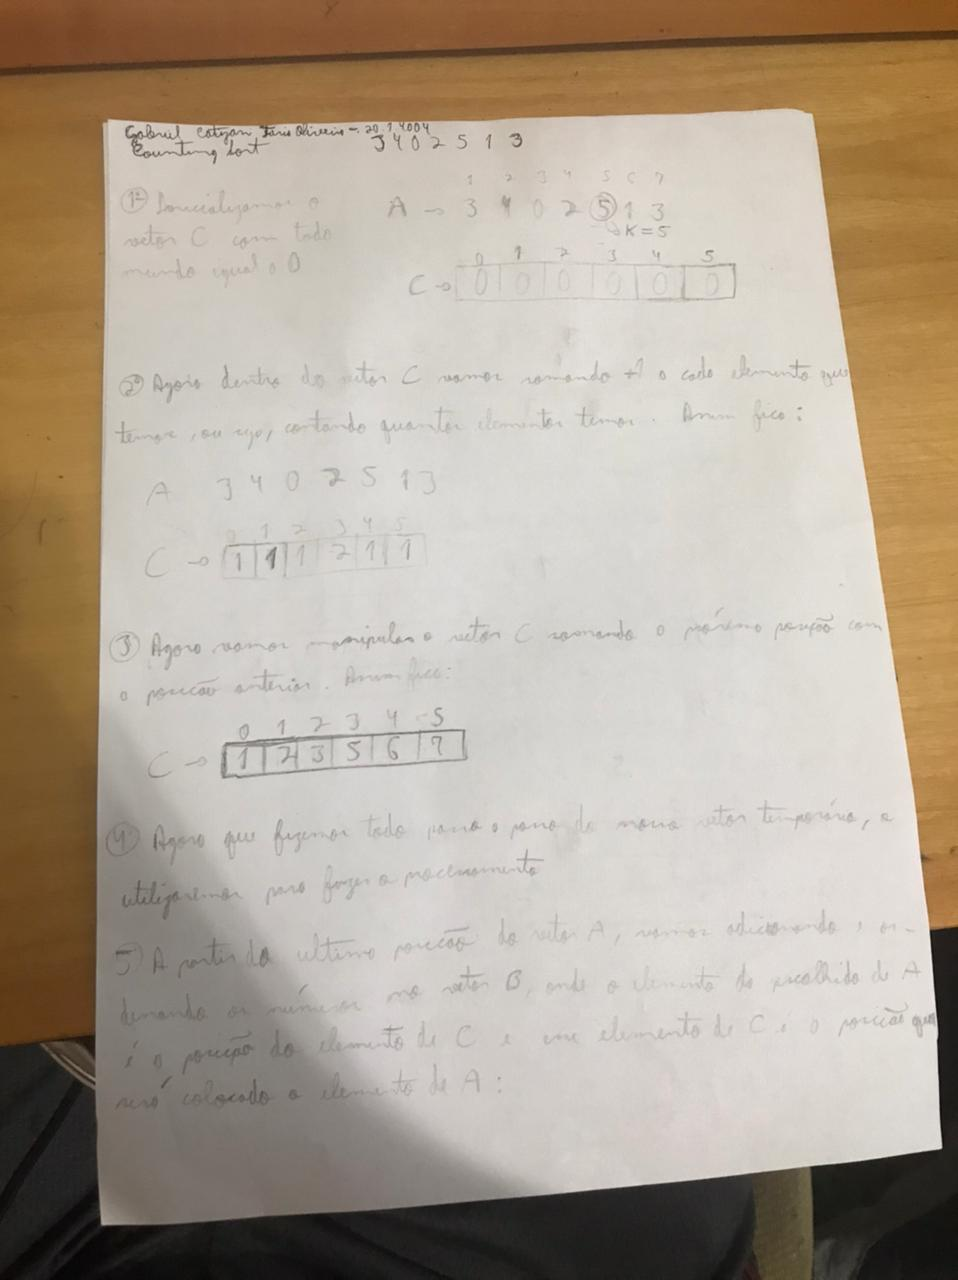 Gabriel Catizani Faria Oliveira - 20.1.4004
Counting Sort 3 4 0 2 5 1 3
1º Inicializamos o
vetor C com todo
mundo igual a 0
1 2 3 4 5 6 7
A → 3 4 0 2 5 1 3
→ K = 5
0 1 2 3 4 5
C → 0 0 0 0 0 0
2º Agora dentro do vetor C vamos somando +1 a cada elemento que
temos, ou seja, contando quantos elementos temos. Assim fica:
A 3 4 0 2 5 1 3
0 1 2 3 4 5
C → 1 1 1 2 1 1
3 Agora vamos manipular o vetor C somando a próxima posição com
a posição anterior. Assim fica:
0 1 2 3 4 5
C → 1 2 3 5 6 7
4 Agora que fizemos todo passo a passo do nosso vetor temporário, o
utilizaremos para fazer o processamento
5 A partir da ultima posição do vetor A, vamos adicionando e or-
denando os números no vetor B, onde o elemento do escolhido de A
é a posição do elemento de C e esse elemento de C é a posição que
será colocado o elemento de A: